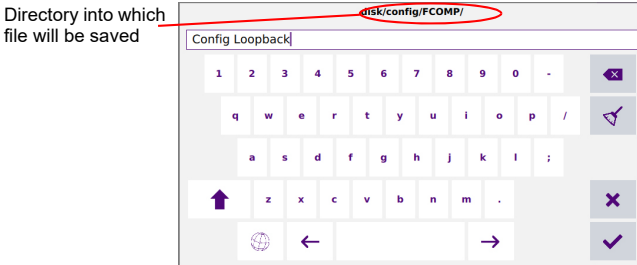 Directory into which
file will be saved
disk/config/FCOMP/
Config Loopback
1 2 3 4 5 6 7 8 9 0 -
q w e r t y u i o p /
a s d f g h j k l ;
z x c v b n m .